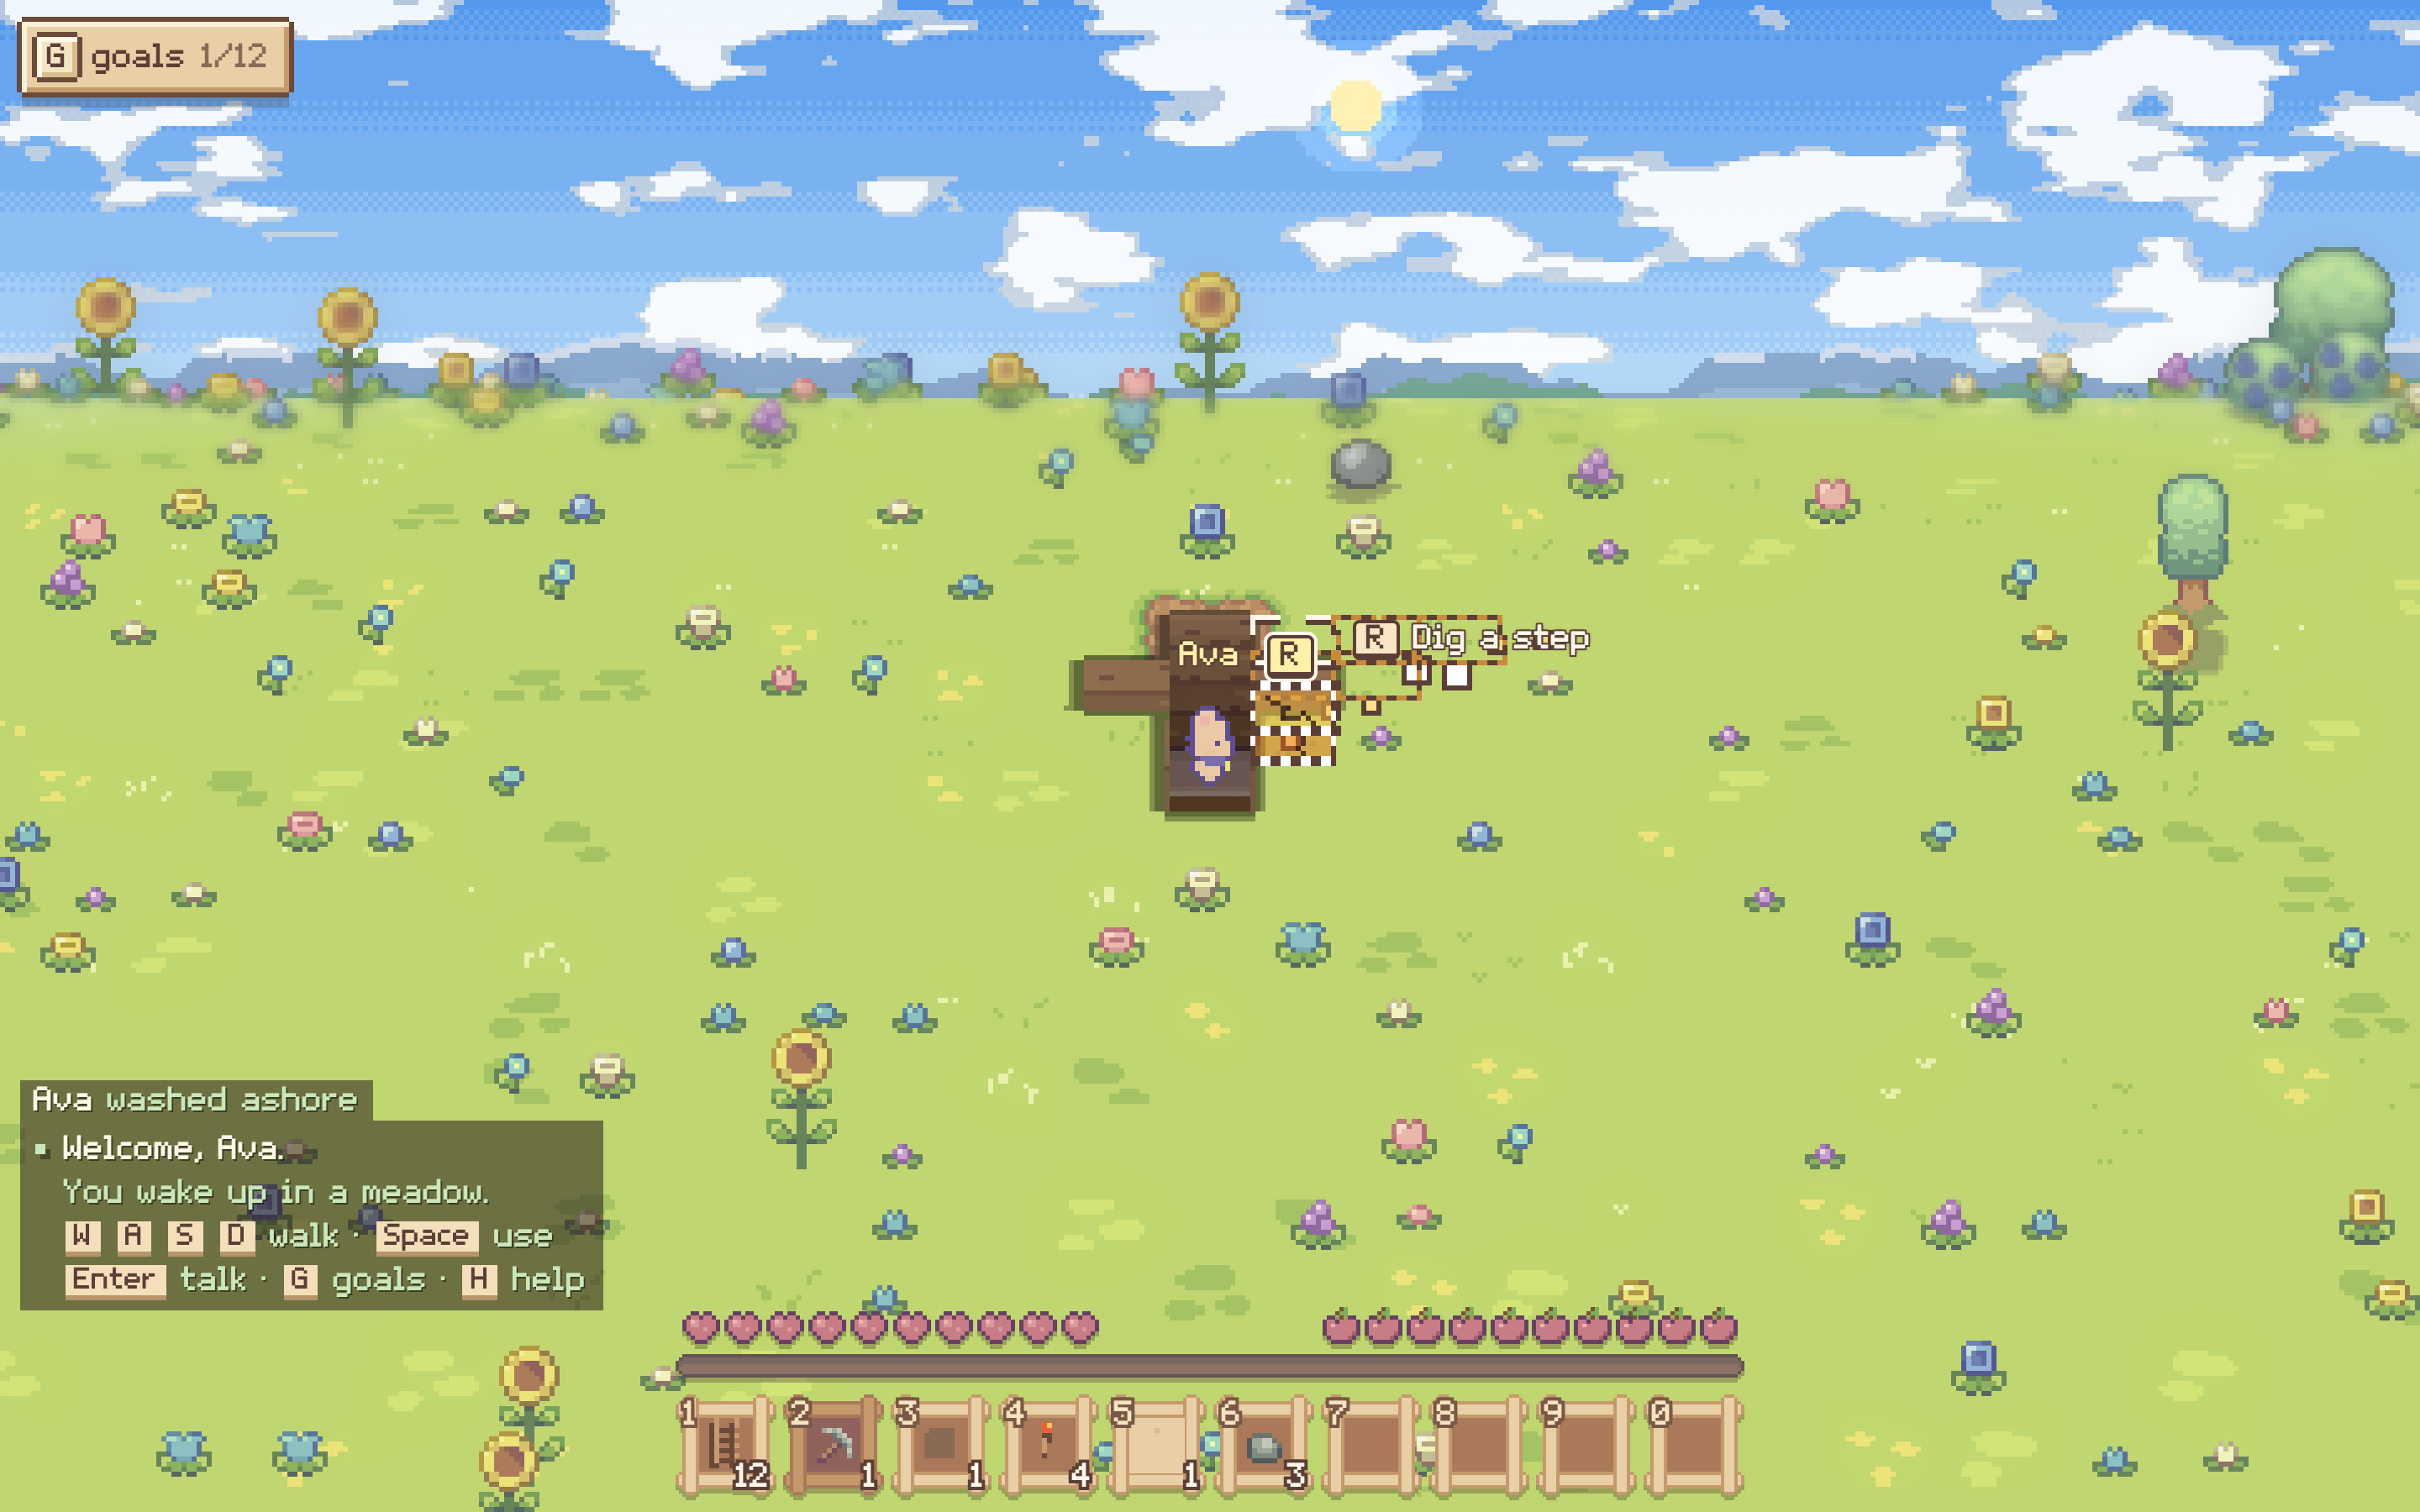 G goals 1/12
Ava
R
R Dig a step
Ava washed ashore
Welcome, Ava.
You wake up in a meadow.
W A S D walk · Space use
Enter talk · G goals · H help
1 2 3 4 5 6 7 8 9 0
12 1 1 4 1 3